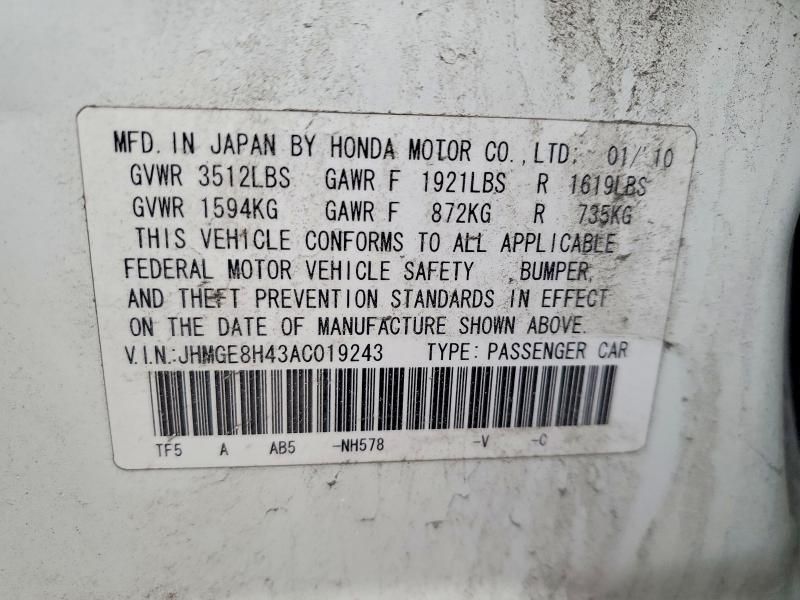 MFD. IN JAPAN BY HONDA MOTOR CO., LTD. 01/'10
GVWR 3512LBS GAWR F 1921LBS R 1619LBS
GVWR 1594KG GAWR F 872KG R 735KG
THIS VEHICLE CONFORMS TO ALL APPLICABLE
FEDERAL MOTOR VEHICLE SAFETY BUMPER,
AND THEFT PREVENTION STANDARDS IN EFFECT
ON THE DATE OF MANUFACTURE SHOWN ABOVE.
V.I.N.:JHMGE8H43AC019243 TYPE: PASSENGER CAR
TF5 A AB5 -NH578 -V -C